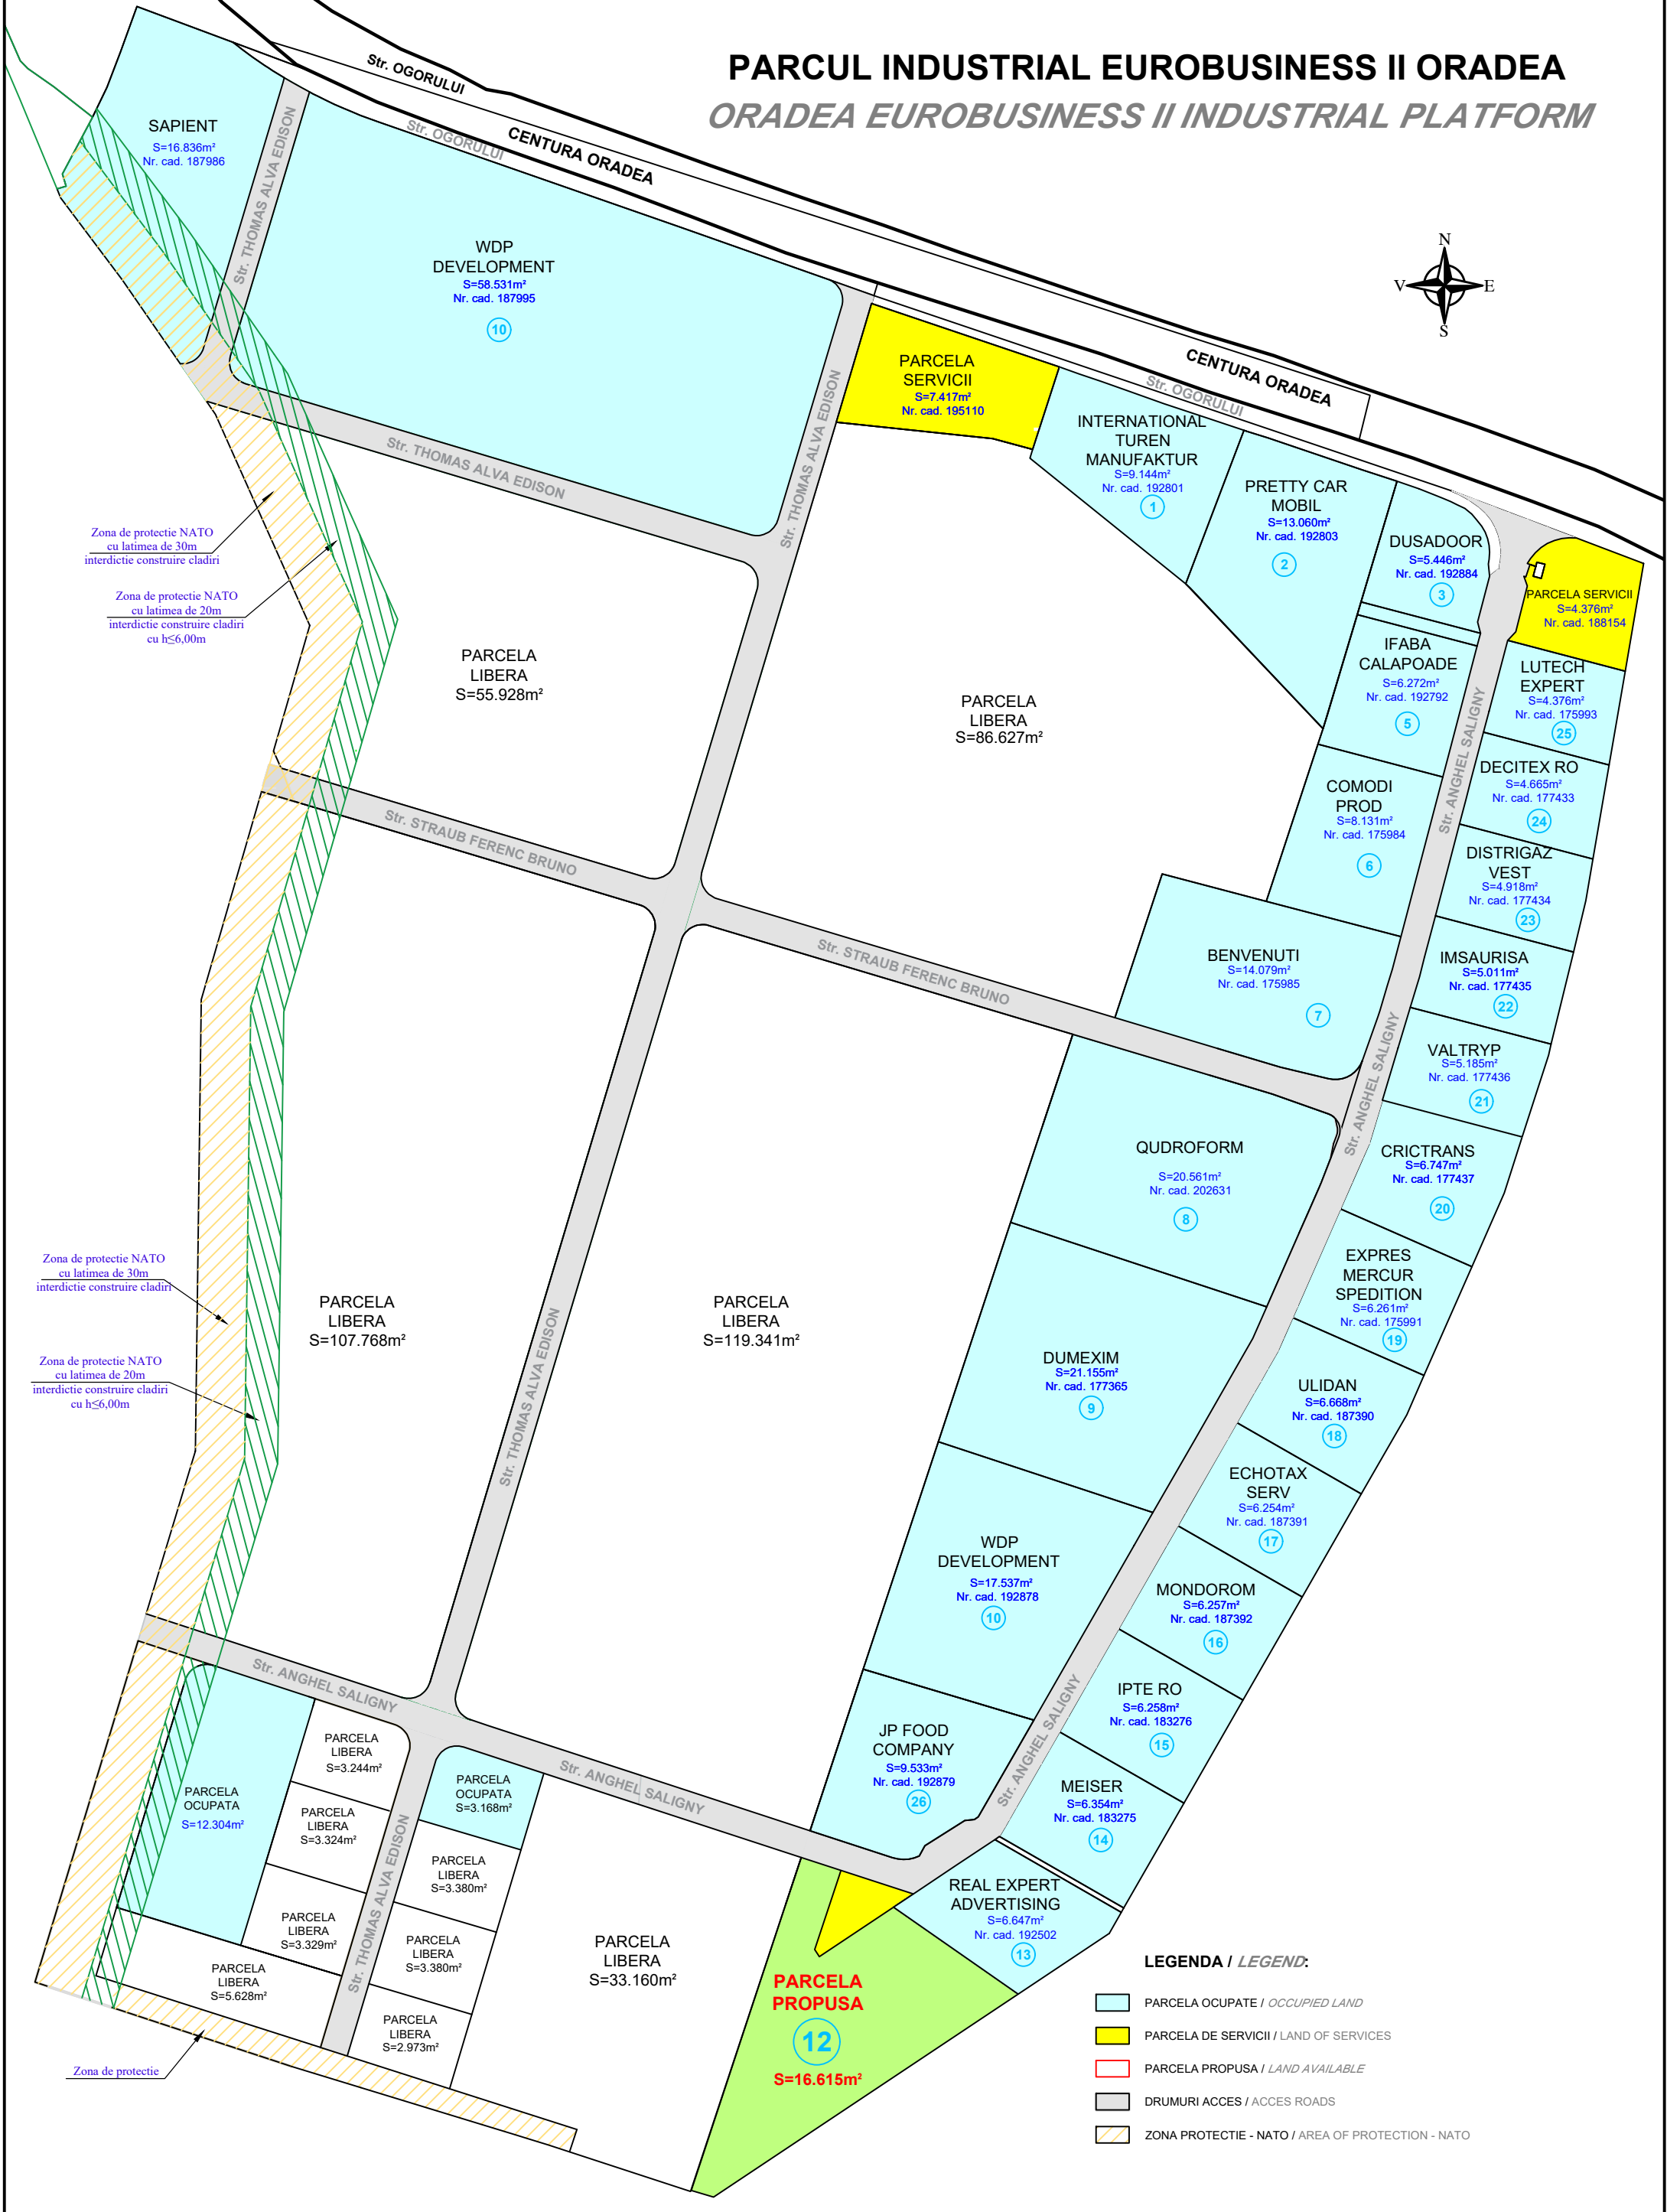 PARCUL INDUSTRIAL EUROBUSINESS II ORADEA
ORADEA EUROBUSINESS II INDUSTRIAL PLATFORM
Str. OGORULUI
CENTURA ORADEA
Str. OGORULUI
SAPIENT
S=16.836m²
Nr. cad. 187986
Str. THOMAS ALVA EDISON
WDP
DEVELOPMENT
S=58.531m²
Nr. cad. 187995
10
N
V
E
S
CENTURA ORADEA
Str. OGORULUI
PARCELA
SERVICII
S=7.417m²
Nr. cad. 195110
Str. THOMAS ALVA EDISON
Str. THOMAS ALVA EDISON
INTERNATIONAL
TUREN
MANUFAKTUR
S=9.144m²
Nr. cad. 192801
1
PRETTY CAR
MOBIL
S=13.060m²
Nr. cad. 192803
2
DUSADOOR
S=5.446m²
Nr. cad. 192884
3
PARCELA SERVICII
S=4.376m²
Nr. cad. 188154
Zona de protectie NATO
cu latimea de 30m
interdictie construire cladiri
Zona de protectie NATO
cu latimea de 20m
interdictie construire cladiri
cu h≤6,00m
PARCELA
LIBERA
S=55.928m²
PARCELA
LIBERA
S=86.627m²
IFABA
CALAPOADE
S=6.272m²
Nr. cad. 192792
5
Str. ANGHEL SALIGNY
LUTECH
EXPERT
S=4.376m²
Nr. cad. 175993
25
COMODI
PROD
S=8.131m²
Nr. cad. 175984
6
DECITEX RO
S=4.665m²
Nr. cad. 177433
24
DISTRIGAZ
VEST
S=4.918m²
Nr. cad. 177434
23
Str. STRAUB FERENC BRUNO
Str. STRAUB FERENC BRUNO
BENVENUTI
S=14.079m²
Nr. cad. 175985
7
IMSAURISA
S=5.011m²
Nr. cad. 177435
22
VALTRYP
S=5.185m²
Nr. cad. 177436
21
Str. ANGHEL SALIGNY
QUDROFORM
S=20.561m²
Nr. cad. 202631
8
CRICTRANS
S=6.747m²
Nr. cad. 177437
20
Zona de protectie NATO
cu latimea de 30m
interdictie construire cladiri
Zona de protectie NATO
cu latimea de 20m
interdictie construire cladiri
cu h≤6,00m
PARCELA
LIBERA
S=107.768m²
Str. THOMAS ALVA EDISON
PARCELA
LIBERA
S=119.341m²
EXPRES
MERCUR
SPEDITION
S=6.261m²
Nr. cad. 175991
19
DUMEXIM
S=21.155m²
Nr. cad. 177365
9
ULIDAN
S=6.668m²
Nr. cad. 187390
18
ECHOTAX
SERV
S=6.254m²
Nr. cad. 187391
17
WDP
DEVELOPMENT
S=17.537m²
Nr. cad. 192878
10
MONDOROM
S=6.257m²
Nr. cad. 187392
16
Str. ANGHEL SALIGNY
IPTE RO
S=6.258m²
Nr. cad. 183276
15
Str. ANGHEL SALIGNY
Str. ANGHEL SALIGNY
JP FOOD
COMPANY
S=9.533m²
Nr. cad. 192879
26
MEISER
S=6.354m²
Nr. cad. 183275
14
PARCELA
OCUPATA
S=12.304m²
PARCELA
LIBERA
S=3.244m²
PARCELA
LIBERA
S=3.324m²
PARCELA
LIBERA
S=3.329m²
PARCELA
LIBERA
S=5.628m²
Str. THOMAS ALVA EDISON
PARCELA
OCUPATA
S=3.168m²
PARCELA
LIBERA
S=3.380m²
PARCELA
LIBERA
S=3.380m²
PARCELA
LIBERA
S=2.973m²
PARCELA
LIBERA
S=33.160m²
REAL EXPERT
ADVERTISING
S=6.647m²
Nr. cad. 192502
13
PARCELA
PROPUSA
12
S=16.615m²
Zona de protectie
LEGENDA / LEGEND:
PARCELA OCUPATE / OCCUPIED LAND
PARCELA DE SERVICII / LAND OF SERVICES
PARCELA PROPUSA / LAND AVAILABLE
DRUMURI ACCES / ACCES ROADS
ZONA PROTECTIE - NATO / AREA OF PROTECTION - NATO